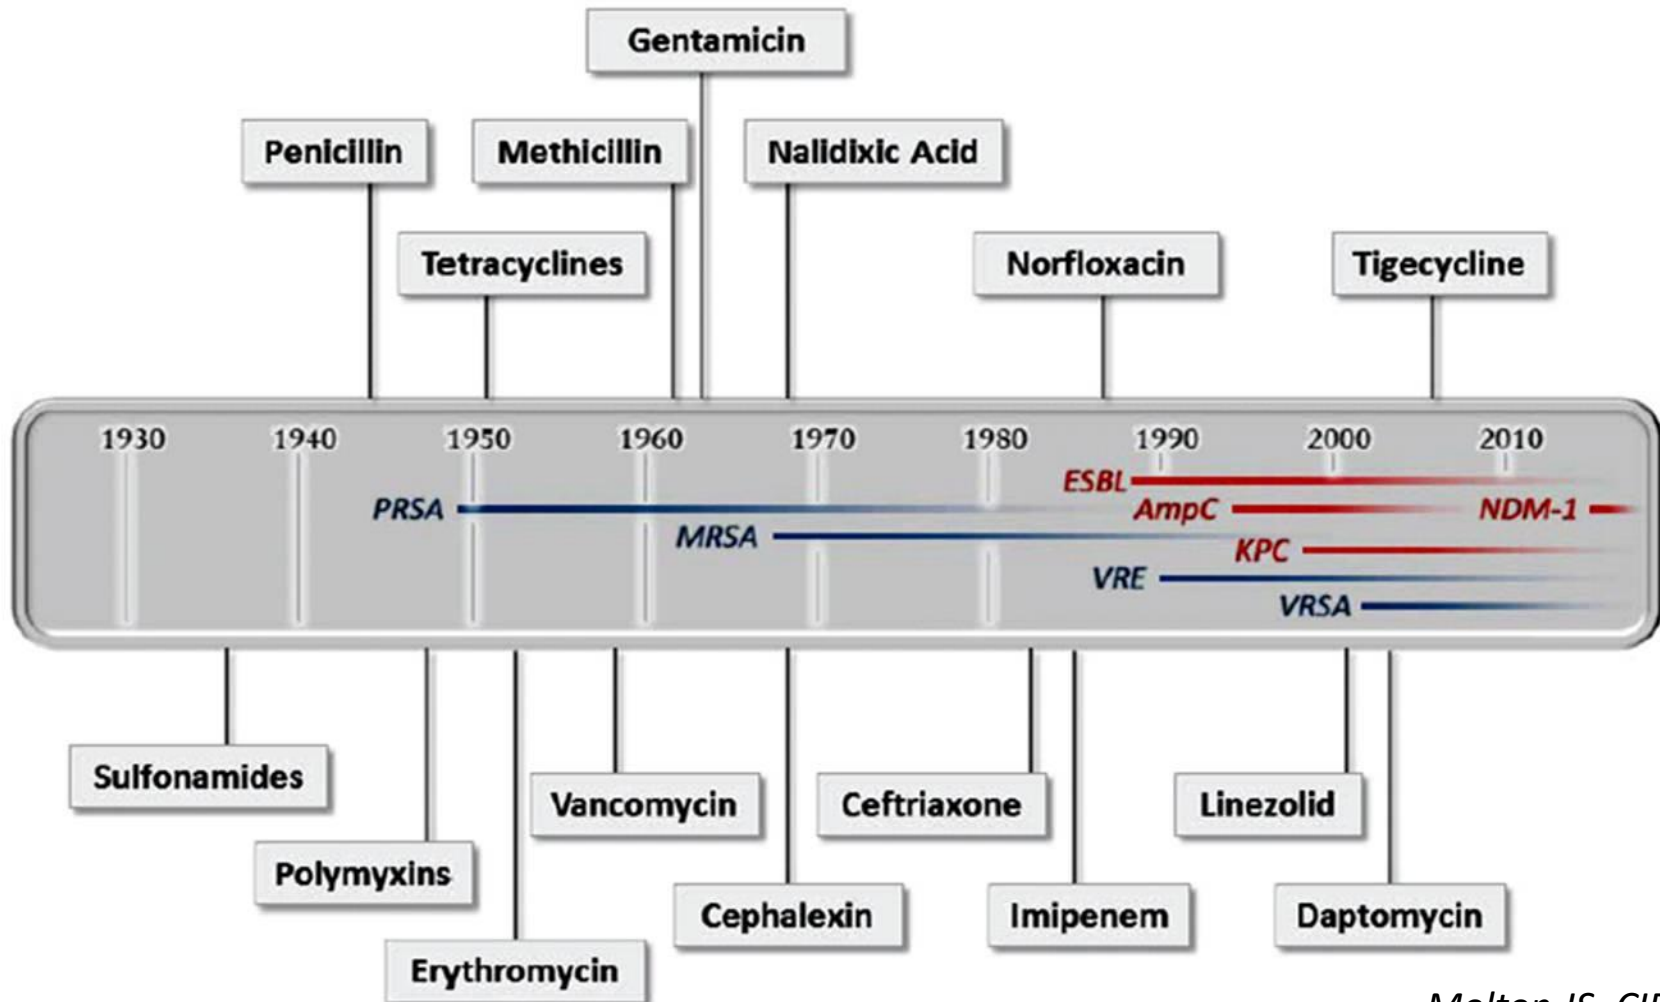 Gentamicin
Penicillin
Methicillin
Nalidixic Acid
Tetracyclines
Norfloxacin
Tigecycline
1930 1940 1950 1960 1970 1980 1990 2000 2010
ESBL
PRSA
AmpC
NDM-1
MRSA
KPC
VRE
VRSA
Sulfonamides
Vancomycin
Ceftriaxone
Linezolid
Polymyxins
Cephalexin
Imipenem
Daptomycin
Erythromycin